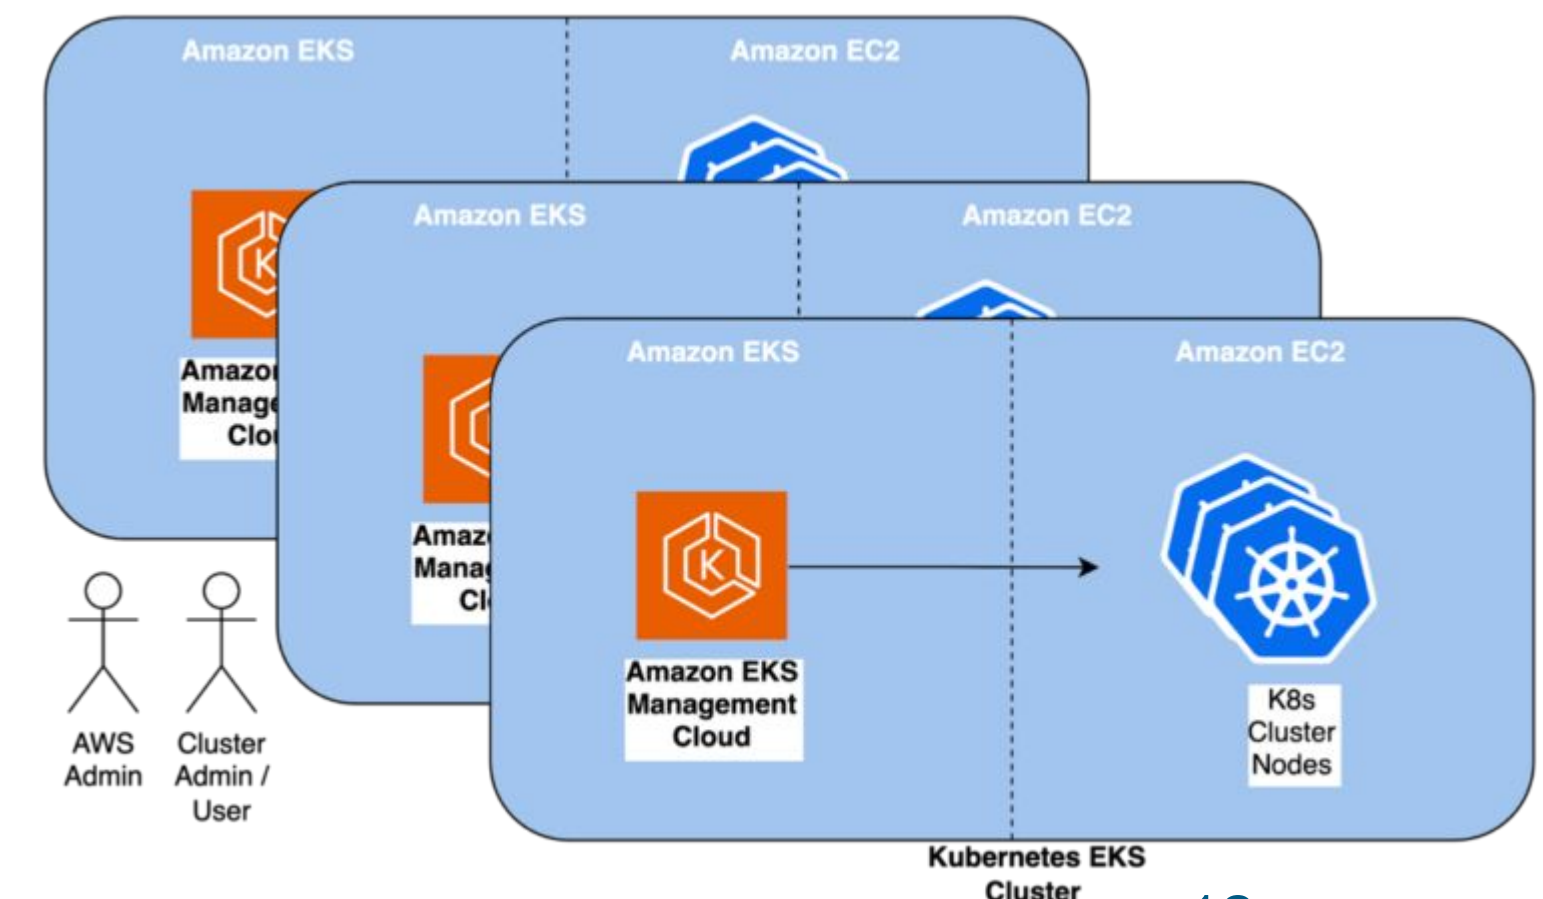 Amazon EKS
Amazon EC2
Amazon EKS
Amazon EC2
Amazon EKS
Amazon EC2
K
K
Amazon EKS
Management
Cloud
K8s
Cluster
Nodes
AWS
Admin
Cluster
Admin /
User
Kubernetes EKS
Cluster